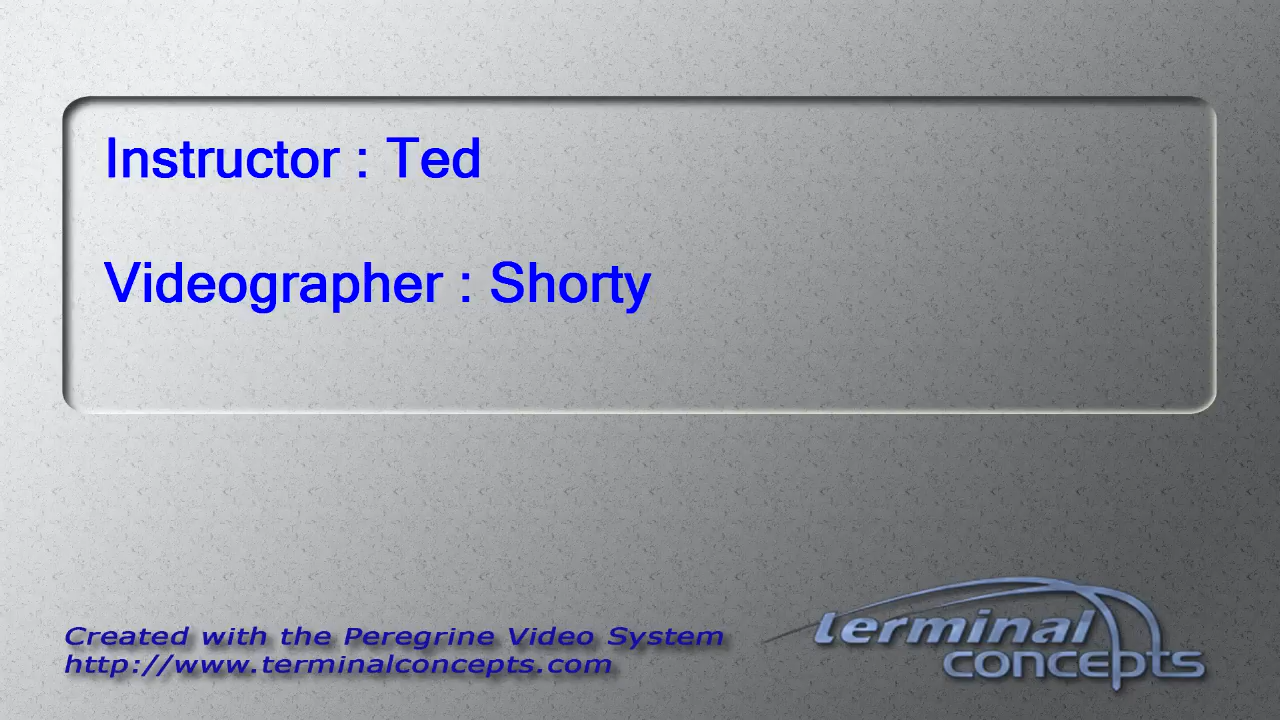 Instructor : Ted
Videographer : Shorty
Created with the Peregrine Video System
http://www.terminalconcepts.com
terminal
concepts